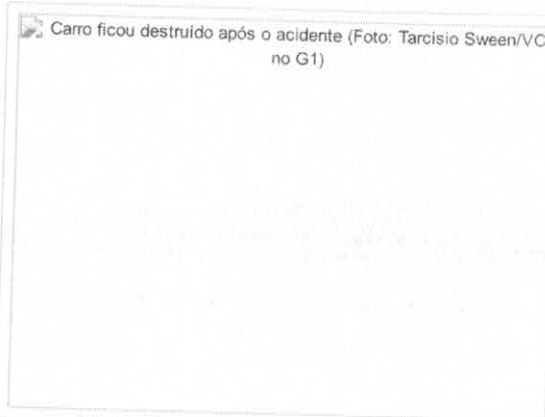 Carro ficou destruído após o acidente (Foto: Tarcisio Sween/VC
no G1)